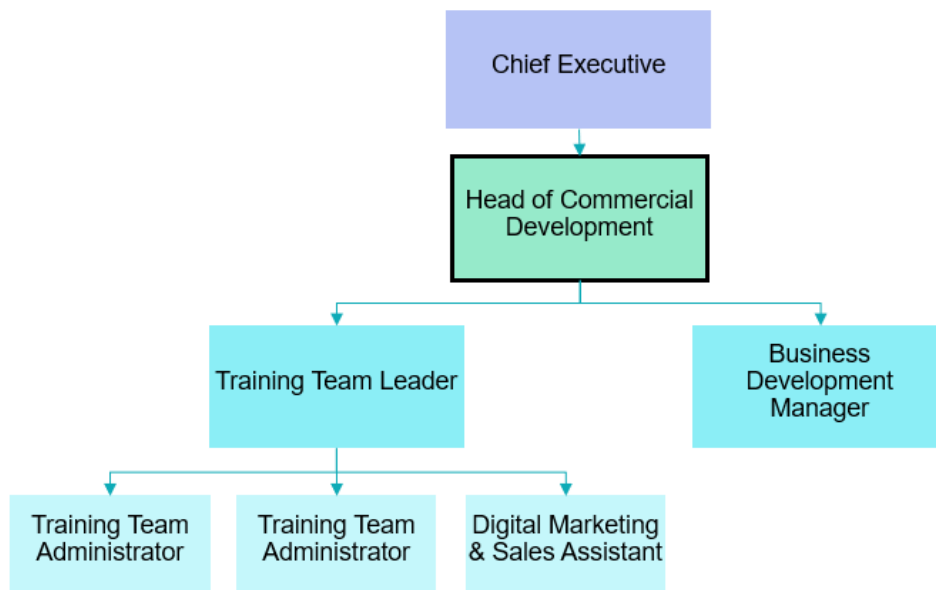 Chief Executive
Head of Commercial
Development
Training Team Leader
Business
Development
Manager
Training Team
Administrator
Training Team
Administrator
Digital Marketing
& Sales Assistant